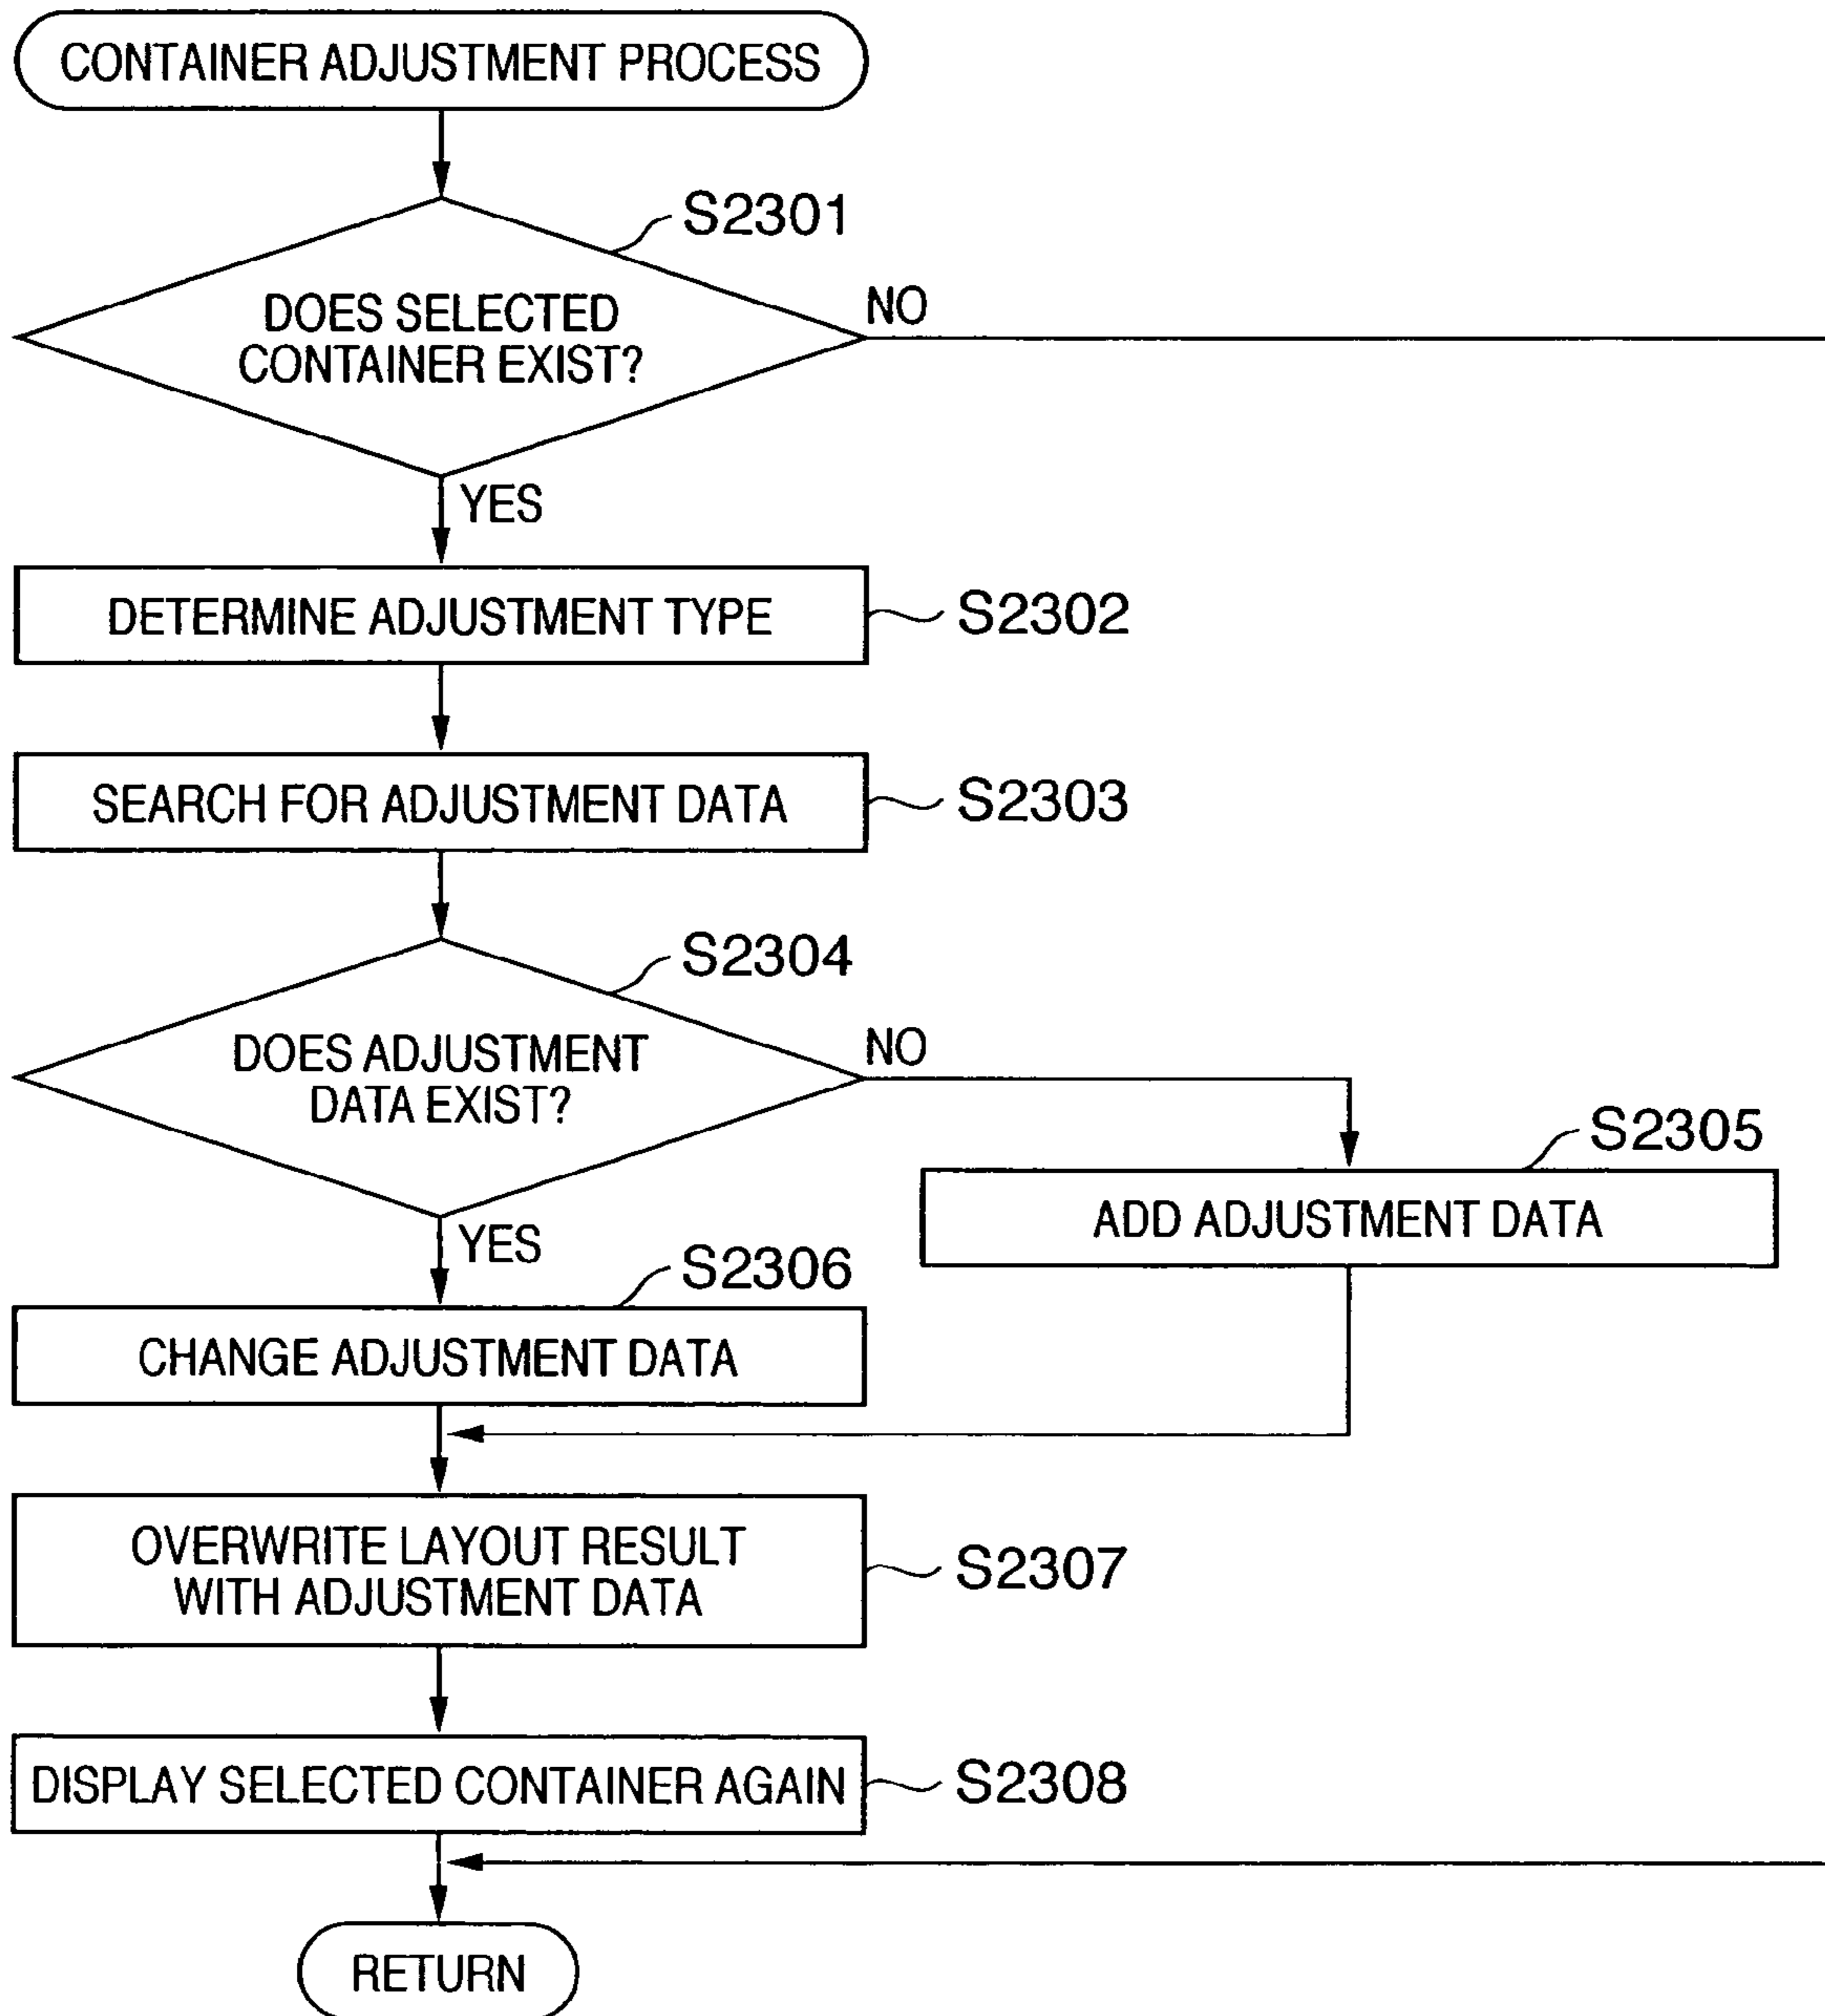 CONTAINER ADJUSTMENT PROCESS
S2301
DOES SELECTED
CONTAINER EXIST?
NO
YES
DETERMINE ADJUSTMENT TYPE
S2302
SEARCH FOR ADJUSTMENT DATA
S2303
S2304
DOES ADJUSTMENT
DATA EXIST?
NO
YES
S2305
ADD ADJUSTMENT DATA
S2306
CHANGE ADJUSTMENT DATA
OVERWRITE LAYOUT RESULT
WITH ADJUSTMENT DATA
S2307
DISPLAY SELECTED CONTAINER AGAIN
S2308
RETURN